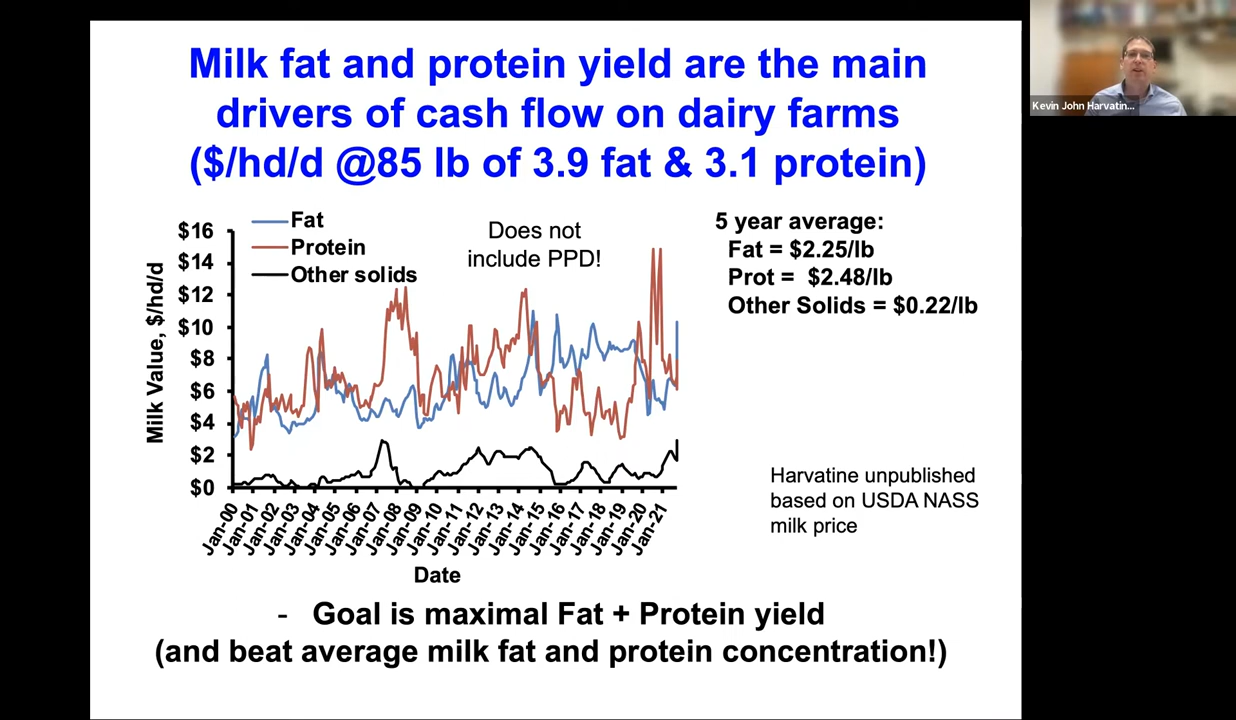 Milk fat and protein yield are the main
drivers of cash flow on dairy farms
($/hd/d @85 lb of 3.9 fat & 3.1 protein)
Kevin John Harvatin...
Fat
Protein
Other solids
Does not
include PPD!
5 year average:
Fat = $2.25/lb
Prot =  $2.48/lb
Other Solids = $0.22/lb
Milk Value, $/hd/d
$16
$14
$12
$10
$8
$6
$4
$2
$0
Jan-00
Jan-01
Jan-02
Jan-03
Jan-04
Jan-05
Jan-06
Jan-07
Jan-08
Jan-09
Jan-10
Jan-11
Jan-12
Jan-13
Jan-14
Jan-15
Jan-16
Jan-17
Jan-18
Jan-19
Jan-20
Jan-21
Date
Harvatine unpublished
based on USDA NASS
milk price
- Goal is maximal Fat + Protein yield
(and beat average milk fat and protein concentration!)